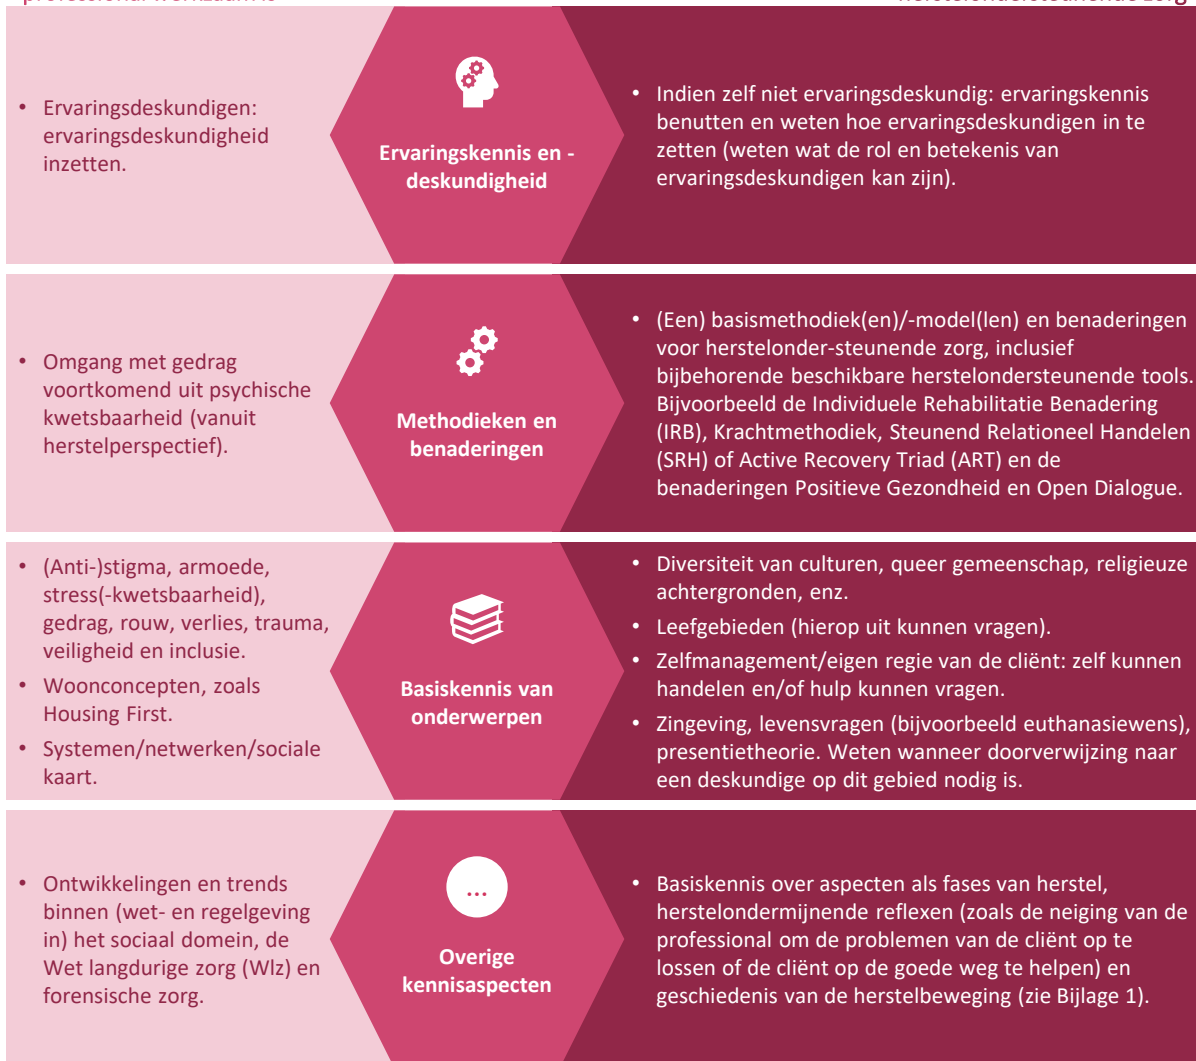 • Ervaringsdeskundigen:
ervaringsdeskundigheid
inzetten.
Ervaringskennis en -
deskundigheid
• Indien zelf niet ervaringsdeskundig: ervaringskennis
benutten en weten hoe ervaringsdeskundigen in te
zetten (weten wat de rol en betekenis van
ervaringsdeskundigen kan zijn).
• Omgang met gedrag
voortkomend uit psychische
kwetsbaarheid (vanuit
herstelperspectief).
Methodieken en
benaderingen
• (Een) basismethodiek(en)/-model(len) en benaderingen
voor herstelonder-steunende zorg, inclusief
bijbehorende beschikbare herstelondersteunende tools.
Bijvoorbeeld de Individuele Rehabilitatie Benadering
(IRB), Krachtmethodiek, Steunend Relationeel Handelen
(SRH) of Active Recovery Triad (ART) en de
benaderingen Positieve Gezondheid en Open Dialogue.
• (Anti-)stigma, armoede,
stress(-kwetsbaarheid),
gedrag, rouw, verlies, trauma,
veiligheid en inclusie.
• Woonconcepten, zoals
Housing First.
• Systemen/netwerken/sociale
kaart.
Basiskennis van
onderwerpen
• Diversiteit van culturen, queer gemeenschap, religieuze
achtergronden, enz.
• Leefgebieden (hierop uit kunnen vragen).
• Zelfmanagement/eigen regie van de cliënt: zelf kunnen
handelen en/of hulp kunnen vragen.
• Zingeving, levensvragen (bijvoorbeeld euthanasiewens),
presentietheorie. Weten wanneer doorverwijzing naar
een deskundige op dit gebied nodig is.
• Ontwikkelingen en trends
binnen (wet- en regelgeving
in) het sociaal domein, de
Wet langdurige zorg (Wlz) en
forensische zorg.
...
Overige
kennisaspecten
• Basiskennis over aspecten als fases van herstel,
herstelondermijnende reflexen (zoals de neiging van de
professional om de problemen van de cliënt op te
lossen of de cliënt op de goede weg te helpen) en
geschiedenis van de herstelbeweging (zie Bijlage 1).